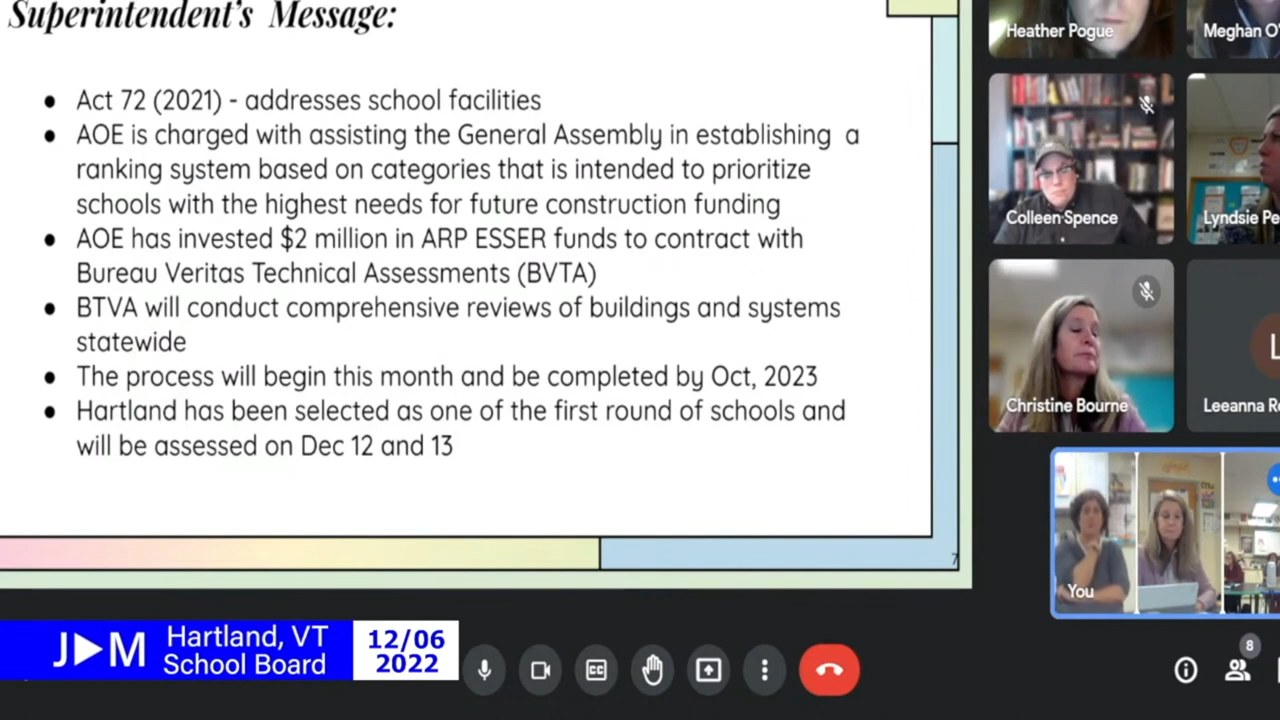 Superintendent's Message:
• Act 72 (2021) - addresses school facilities
• AOE is charged with assisting the General Assembly in establishing a
ranking system based on categories that is intended to prioritize
schools with the highest needs for future construction funding
• AOE has invested $2 million in ARP ESSER funds to contract with
Bureau Veritas Technical Assessments (BVTA)
• BTVA will conduct comprehensive reviews of buildings and systems
statewide
• The process will begin this month and be completed by Oct, 2023
• Hartland has been selected as one of the first round of schools and
will be assessed on Dec 12 and 13
7
Heather Pogue
Meghan O'
Colleen Spence
Lyndsie Pe
Christine Bourne
L
Leeanna R
You
J▶M
Hartland, VT
School Board
12/06
2022
CC
8